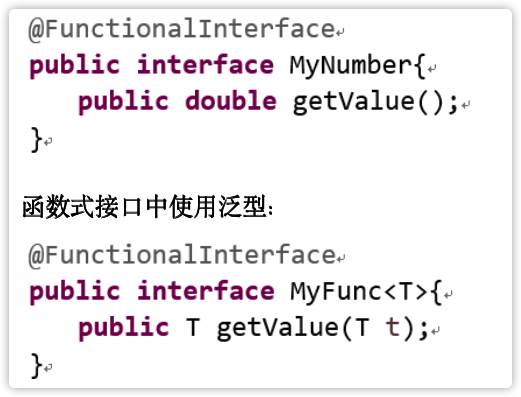 @FunctionalInterface↵
public interface MyNumber{↵
public double getValue();↵
}↵
函数式接口中使用泛型：
@FunctionalInterface↵
public interface MyFunc<T>{↵
public T getValue(T t);↵
}↵